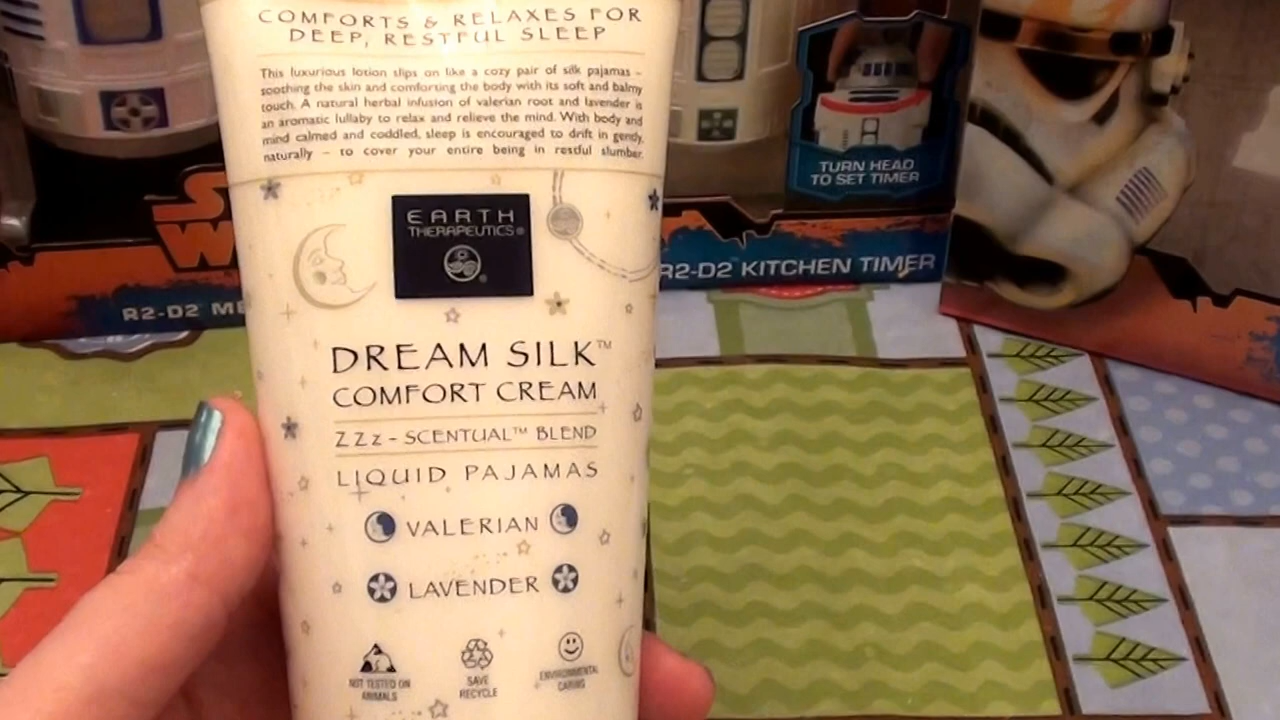 COMFORTS & RELAXES FOR
DEEP, RESTFUL SLEEP
This luxurious lotion slips on like a cozy pair of silk pajamas –
soothing the skin and comforting the body with its soft and balmy
touch. A natural herbal infusion of valerian root and lavender is
an aromatic lullaby to relax and relieve the mind. With body and
mind calmed and coddled, sleep is encouraged to drift in gently,
naturally – to cover your entire being in restful slumber.
EARTH
THERAPEUTICS®
®
DREAM SILK™
COMFORT CREAM
ZZz - SCENTUAL™ BLEND
LIQUID PAJAMAS
VALERIAN
LAVENDER
NOT TESTED ON
ANIMALS
SAVE
RECYCLE
ENVIRONMENTAL
CARING
R2-D2
TURN HEAD
TO SET TIMER
R2-D2™ KITCHEN TIMER